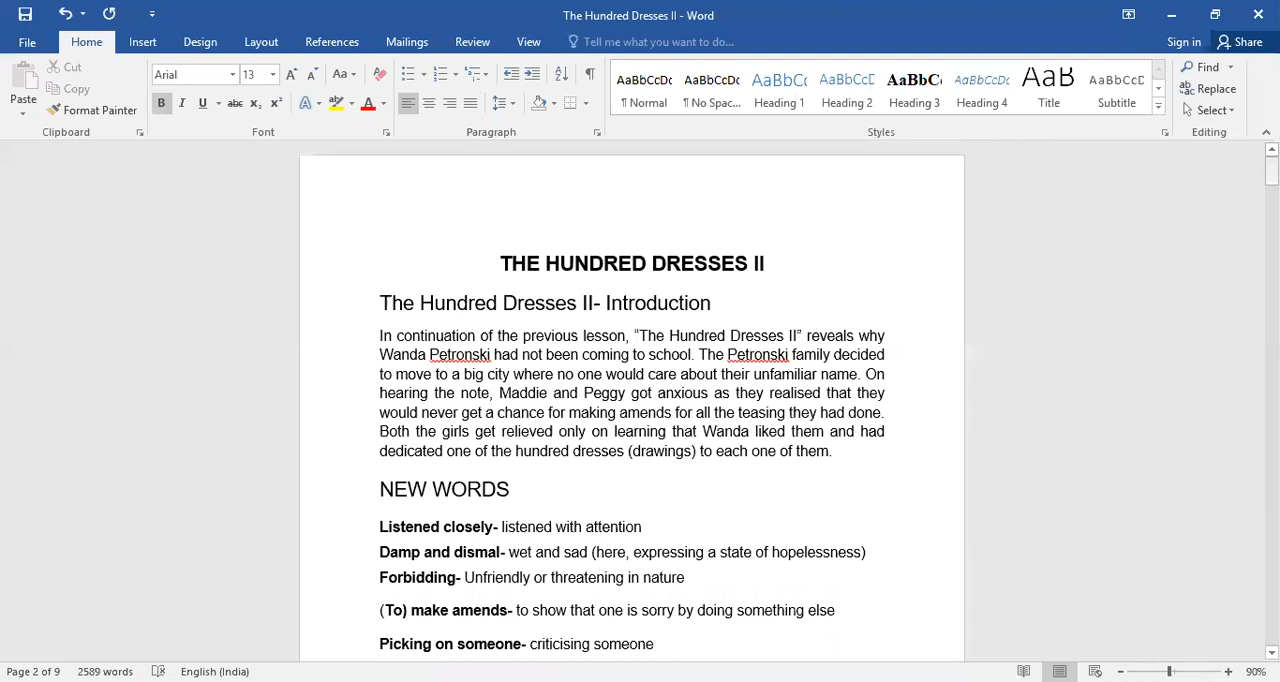 The Hundred Dresses II - Word
File Home Insert Design Layout References Mailings Review View Tell me what you want to do... Sign in Share
Cut
Copy
Format Painter
Paste
Clipboard
Arial 13 Aa
B I U abc x₂ x² A ab A
Font
Paragraph
AaBbCcDc AaBbCcDc AaBbCc AaBbCcD AaBbCc AaBbCcDc AaB AaBbCcD
¶ Normal ¶ No Spac... Heading 1 Heading 2 Heading 3 Heading 4 Title Subtitle
Styles
Find
Replace
Select
Editing
THE HUNDRED DRESSES II
The Hundred Dresses II- Introduction
In continuation of the previous lesson, “The Hundred Dresses II” reveals why
Wanda Petronski had not been coming to school. The Petronski family decided
to move to a big city where no one would care about their unfamiliar name. On
hearing the note, Maddie and Peggy got anxious as they realised that they
would never get a chance for making amends for all the teasing they had done.
Both the girls get relieved only on learning that Wanda liked them and had
dedicated one of the hundred dresses (drawings) to each one of them.
NEW WORDS
Listened closely- listened with attention
Damp and dismal- wet and sad (here, expressing a state of hopelessness)
Forbidding- Unfriendly or threatening in nature
(To) make amends- to show that one is sorry by doing something else
Picking on someone- criticising someone
Page 2 of 9 2589 words English (India) 90%